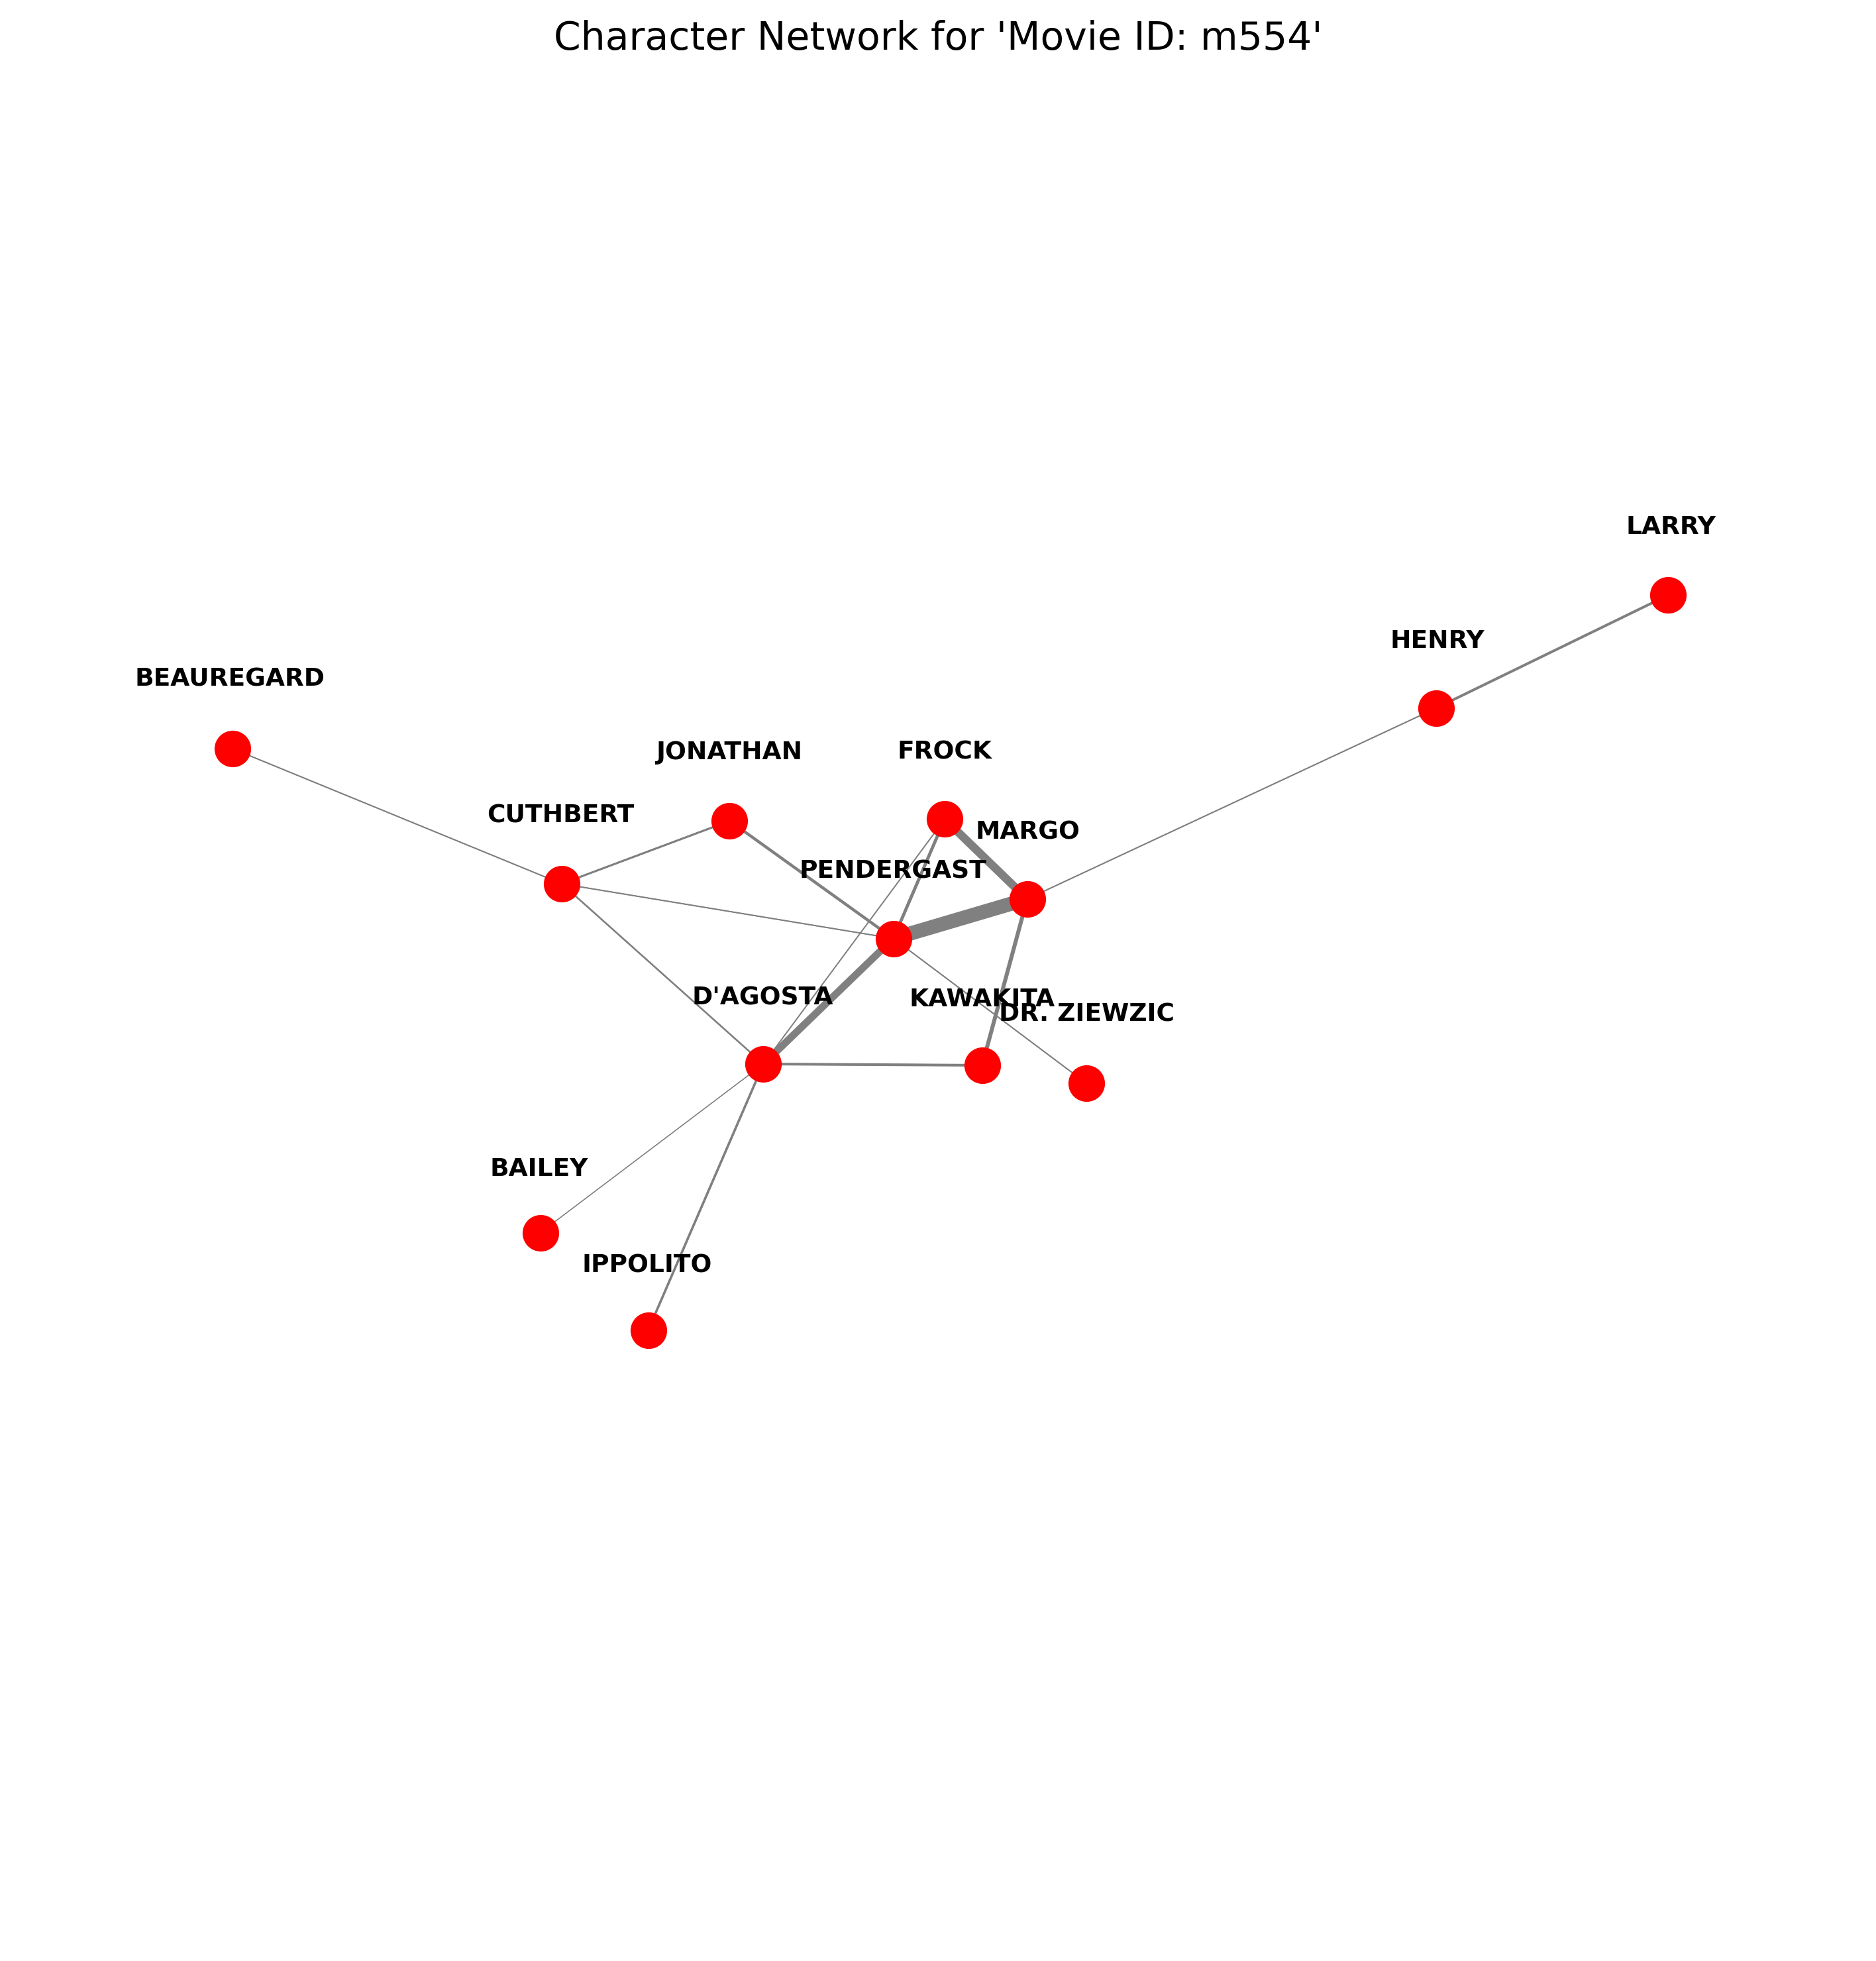 Character Network for 'Movie ID: m554'
LARRY
HENRY
BEAUREGARD
JONATHAN
FROCK
CUTHBERT
MARGO
PENDERGAST
D'AGOSTA
KAWAKITA
DR. ZIEWZIC
BAILEY
IPPOLITO